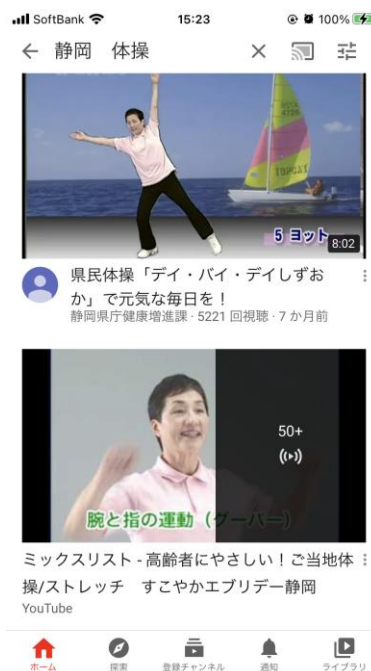 SoftBank 15:23 100%
静岡 体操
5 ヨット
8:02
県民体操「デイ・バイ・デイしずお
か」で元気な毎日を!
静岡県庁健康増進課・5221 回視聴・7 か月前
50+
腕と指の運動(グーパー)
ミックスリスト - 高齢者にやさしい!ご当地体
操/ストレッチ すこやかエブリデー静岡
YouTube
ホーム 探索 登録チャンネル 通知 ライブラリ